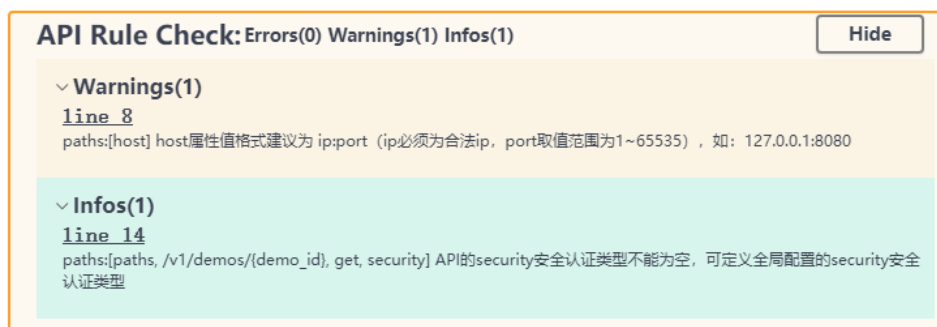 API Rule Check: Errors(0) Warnings(1) Infos(1)
Hide
Warnings(1)
line 8
paths:[host] host属性值格式建议为 ip:port（ip必须为合法ip，port取值范围为1~65535）, 如：127.0.0.1:8080
Infos(1)
line 14
paths:[paths, /v1/demos/{demo_id}, get, security] API的security安全认证类型不能为空，可定义全局配置的security安全
认证类型